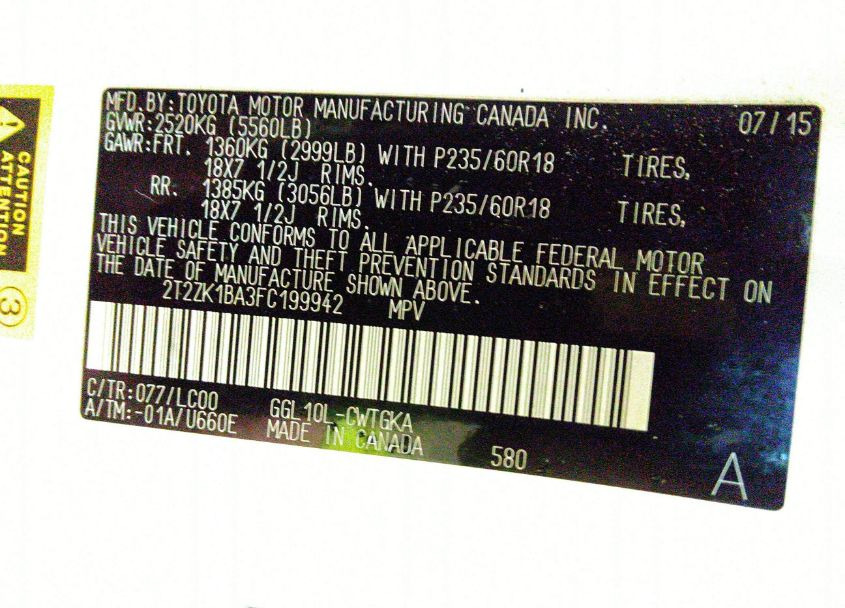 MFD.BY:TOYOTA MOTOR MANUFACTURING CANADA INC. 07/15
GVWR:2520KG (5560LB)
GAWR:FRT. 1360KG (2999LB) WITH P235/60R18 TIRES,
18X7 1/2J RIMS.
RR. 1385KG (3056LB) WITH P235/60R18 TIRES,
18X7 1/2J RIMS.
THIS VEHICLE CONFORMS TO ALL APPLICABLE FEDERAL MOTOR
VEHICLE SAFETY AND THEFT PREVENTION STANDARDS IN EFFECT ON
THE DATE OF MANUFACTURE SHOWN ABOVE.
2T2ZK1BA3FC199942 MPV
C/TR:077/LC00 GGL10L-CWTGKA
A/TM:-01A/U660E MADE IN CANADA 580
A
CAUTION
ATTENTION
3